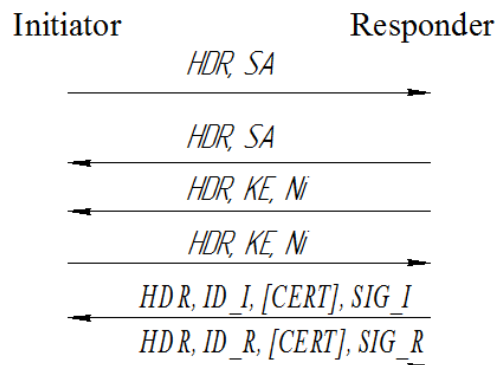 Initiator Responder
HDR, SA
HDR, SA
HDR, KE, Ni
HDR, KE, Ni
HDR, ID_I, [CERT], SIG_I
HDR, ID_R, [CERT], SIG_R